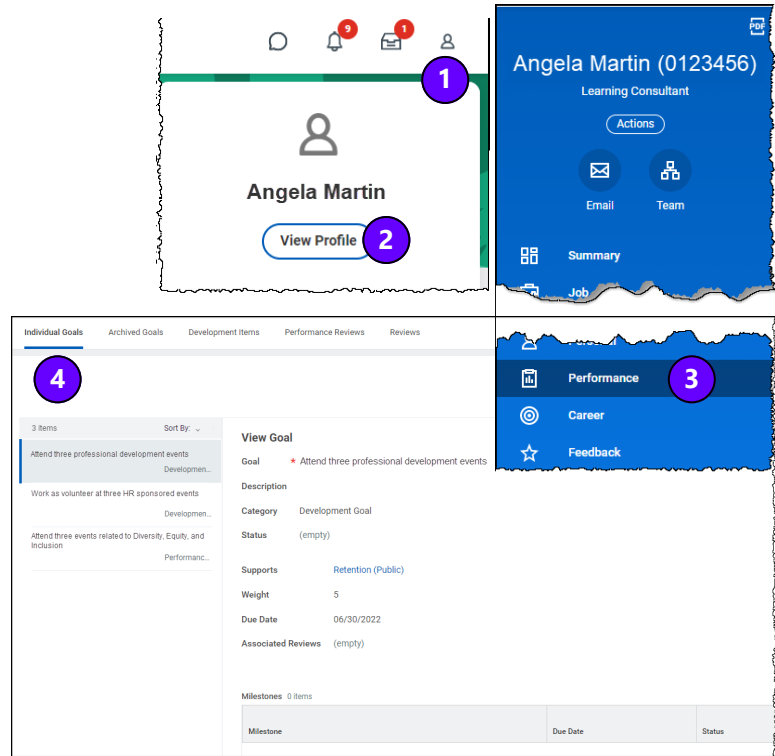 9
1
1
Angela Martin
View Profile
2
PDF
Angela Martin (0123456)
Learning Consultant
Actions
Email
Team
Summary
Job
Performance
3
Career
Feedback
Individual Goals
Archived Goals
Development Items
Performance Reviews
Reviews
4
3 items
Sort By:
Attend three professional development events
Developmen...
Work as volunteer at three HR sponsored events
Developmen...
Attend three events related to Diversity, Equity, and
Inclusion
Performanc...
View Goal
Goal * Attend three professional development events
Description
Category Development Goal
Status (empty)
Supports Retention (Public)
Weight 5
Due Date 06/30/2022
Associated Reviews (empty)
Milestones 0 items
Milestone
Due Date
Status